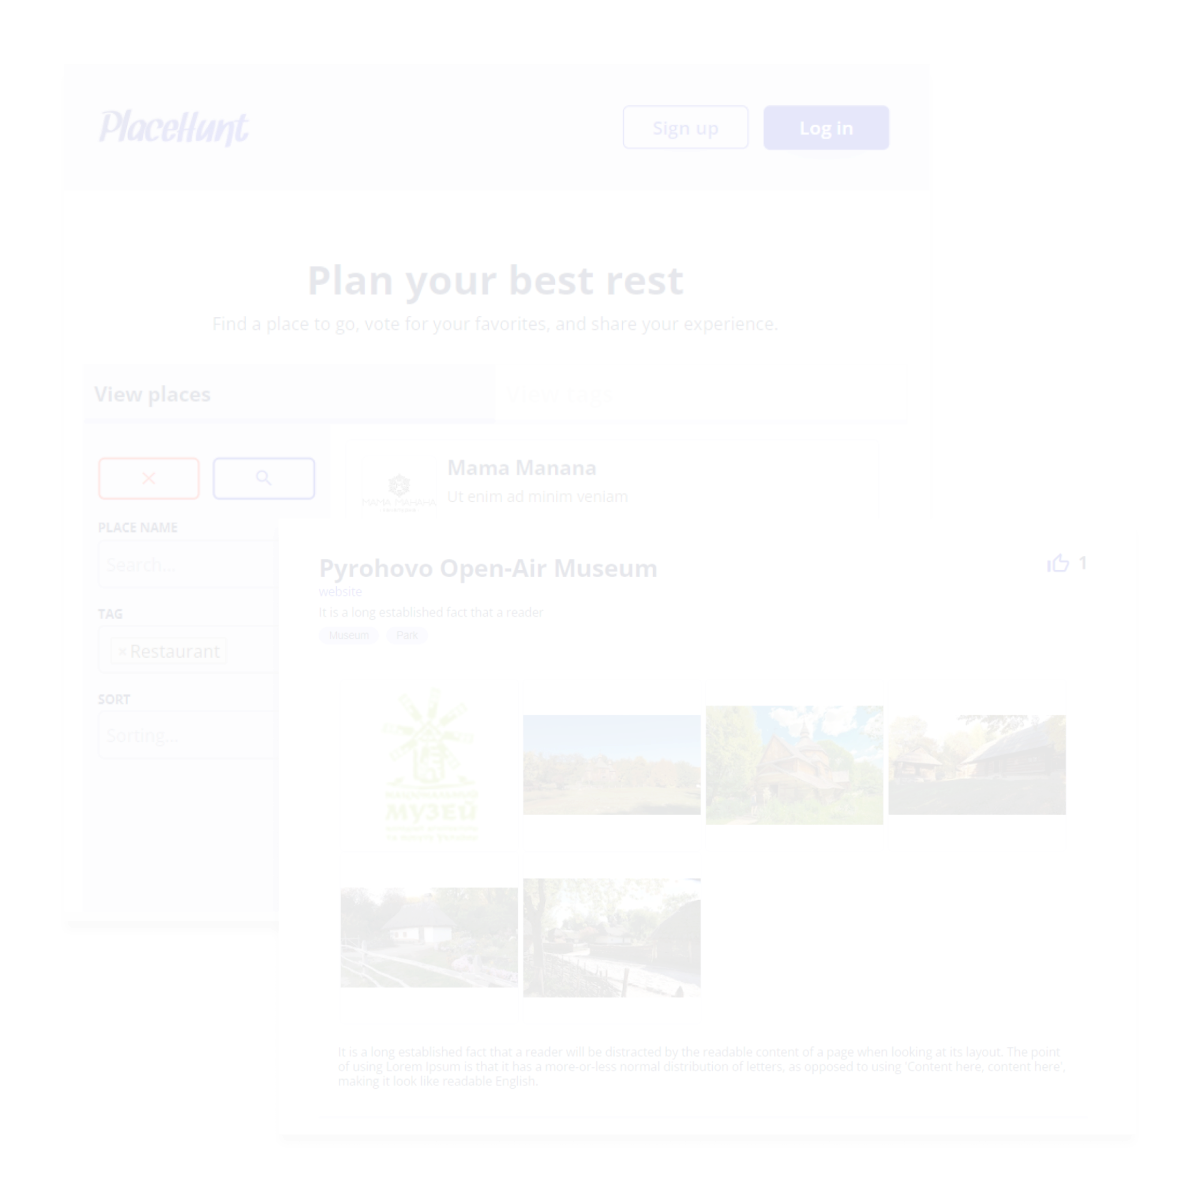 PlaceHunt
Sign up
Log in
Plan your best rest
Find a place to go, vote for your favorites, and share your experience.
View places
View tags
Mama Manana
Ut enim ad minim veniam
MAMA MANANA
PLACE NAME
Search...
TAG
×Restaurant
SORT
Sorting...
Pyrohovo Open-Air Museum
1
website
It is a long established fact that a reader
Museum
Park
МУЗЕЙ
It is a long established fact that a reader will be distracted by the readable content of a page when looking at its layout. The point
of using Lorem Ipsum is that it has a more-or-less normal distribution of letters, as opposed to using 'Content here, content here',
making it look like readable English.